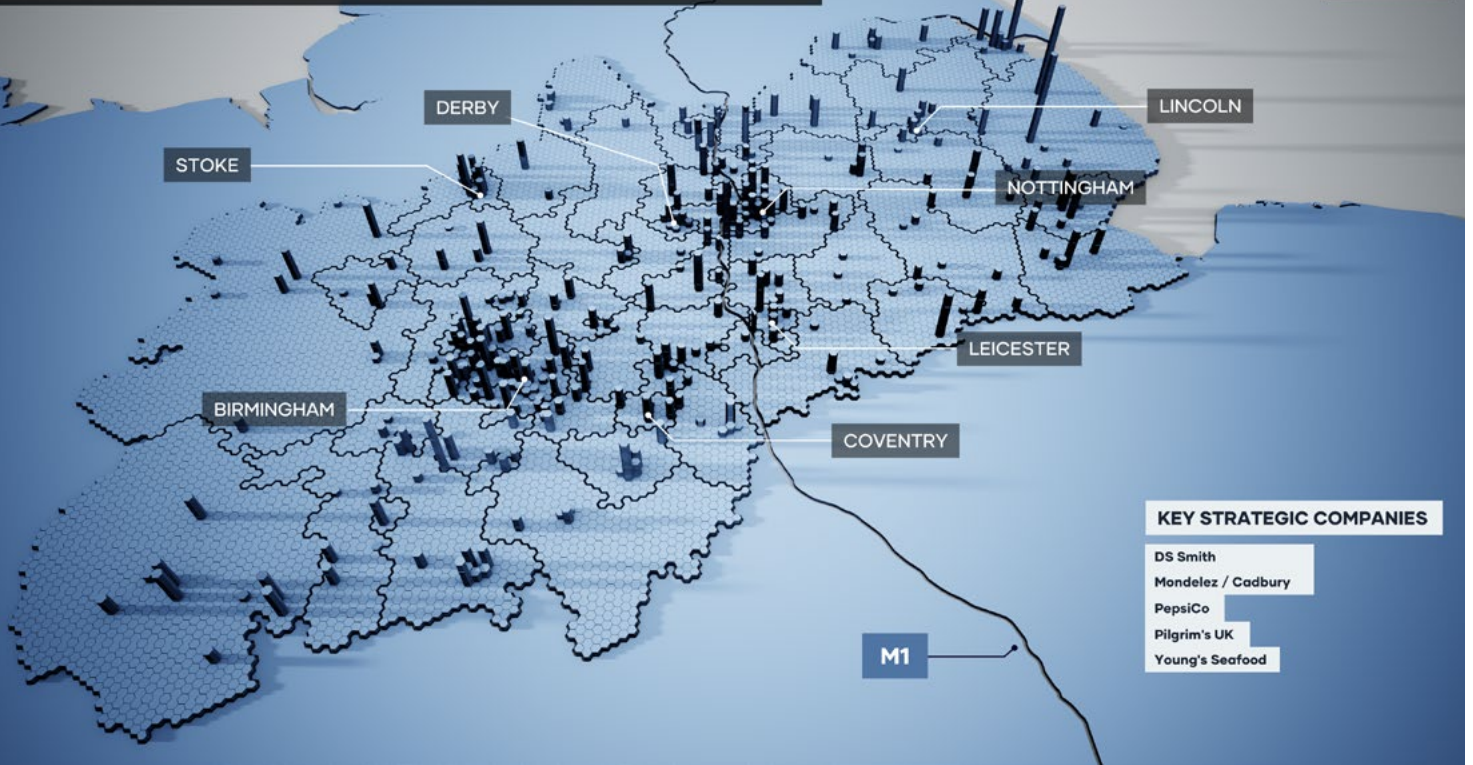 DERBY
LINCOLN
STOKE
NOTTINGHAM
LEICESTER
BIRMINGHAM
COVENTRY
KEY STRATEGIC COMPANIES
DS Smith
Mondelez / Cadbury
PepsiCo
Pilgrim's UK
Young's Seafood
M1